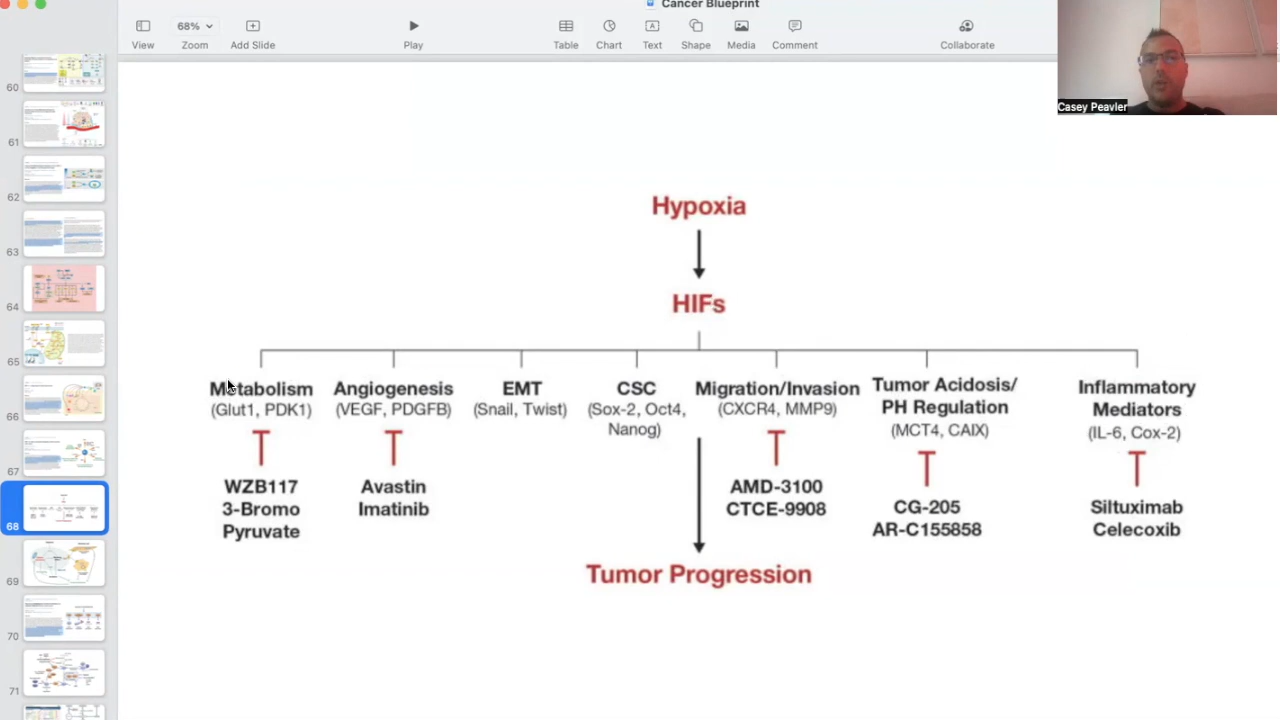 Cancer Blueprint
68%
View
Zoom
Add Slide
Play
Table
Chart
Text
Shape
Media
Comment
Collaborate
Casey Peavler
60
61
62
63
64
65
66
67
68
69
70
71
Hypoxia
HIFs
Metabolism
(Glut1, PDK1)
WZB117
3-Bromo
Pyruvate
Angiogenesis
(VEGF, PDGFB)
Avastin
Imatinib
EMT
(Snail, Twist)
CSC
(Sox-2, Oct4,
Nanog)
Migration/Invasion
(CXCR4, MMP9)
AMD-3100
CTCE-9908
Tumor Acidosis/
PH Regulation
(MCT4, CAIX)
CG-205
AR-C155858
Inflammatory
Mediators
(IL-6, Cox-2)
Siltuximab
Celecoxib
Tumor Progression